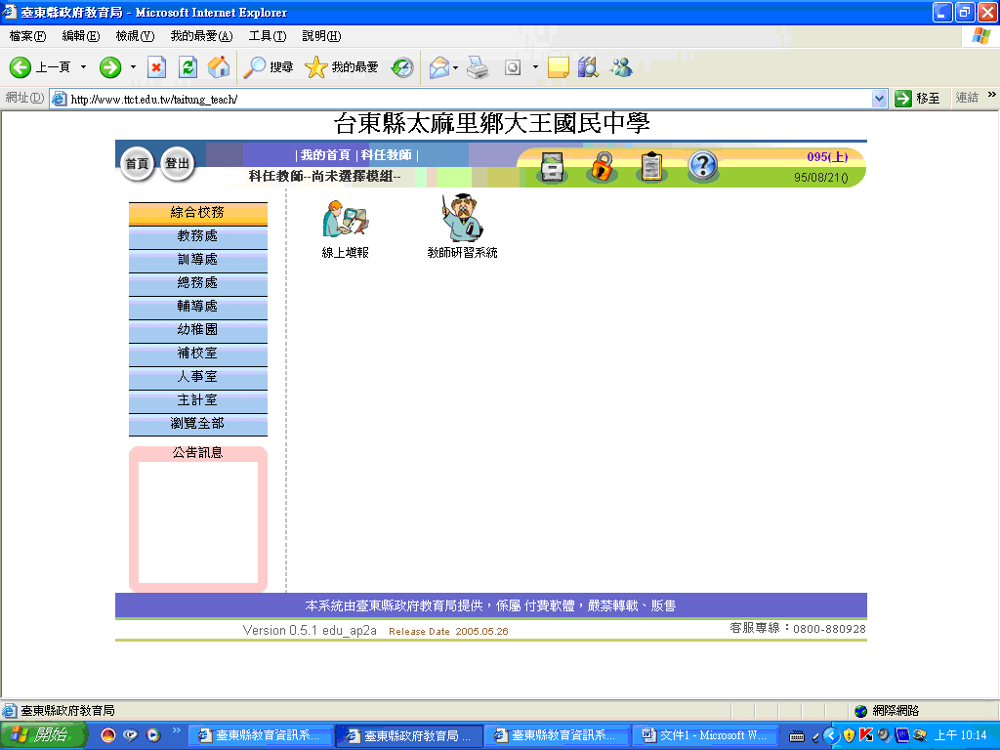 臺東縣政府教育局 - Microsoft Internet Explorer
檔案(F) 編輯(E) 檢視(V) 我的最愛(A) 工具(T) 說明(H)
上一頁 搜尋 我的最愛
網址(D) http://www.ttct.edu.tw/taitung_teach/ 移至 連結 »
台東縣太麻里鄉大王國民中學
首頁 登出 | 我的首頁 | 科任教師 | 095(上)
科任教師--尚未選擇模組-- 95/08/21()
綜合校務
教務處
訓導處
總務處
輔導處
幼稚園
補校室
人事室
主計室
瀏覽全部
公告訊息
線上填報 教師研習系統
本系統由臺東縣政府教育局提供，係屬 付費軟體，嚴禁轉載、販售
Version 0.5.1 edu_ap2a Release Date 2005.05.26 客服專線：0800-880928
臺東縣政府教育局 網際網路
開始 » 臺東縣教育資訊系... 臺東縣政府教育局 ... 臺東縣教育資訊系... 文件1 - Microsoft W... 上午 10:14